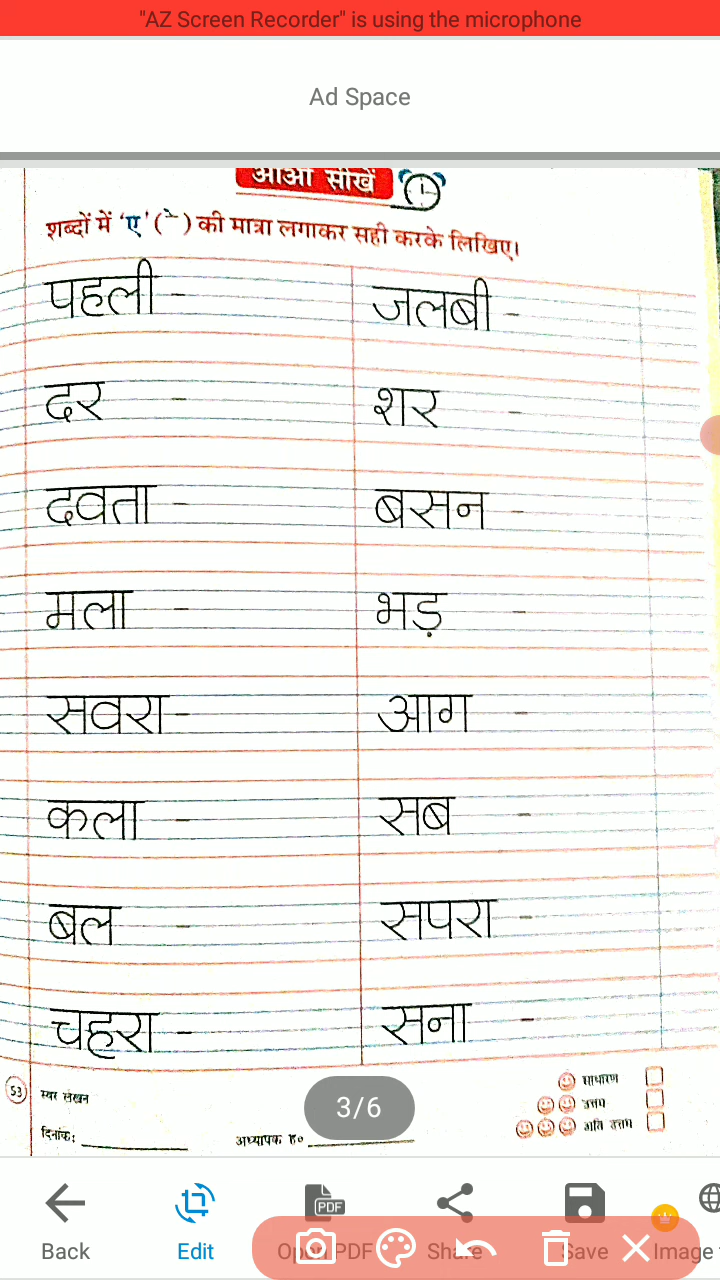 "AZ Screen Recorder" is using the microphone
Ad Space
आओ सीखें
शब्दों में 'ए' ( े ) की मात्रा लगाकर सही करके लिखिए।
पहली - जलबी -
दर - शर -
दवता - बसन -
मला - भड़ -
सवरा - आग -
कला - सब -
बल - सपरा -
चहरा - सना -
53 स्वर लेखन
साधारण
उत्तम
अति उत्तम
दिनांक: अध्यापक ह०
3/6
Back Edit Open PDF Share Save Image